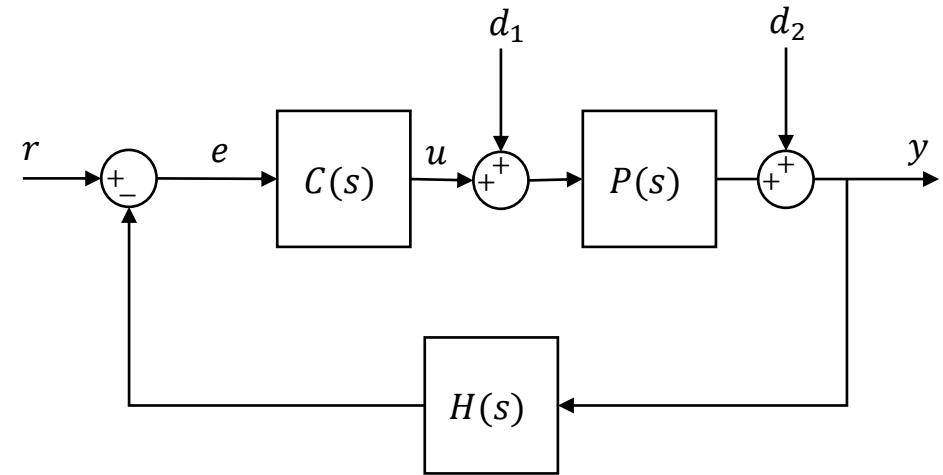 d₁
d₂
r
e
u
y
+
−
C(s)
+
+
P(s)
+
+
H(s)